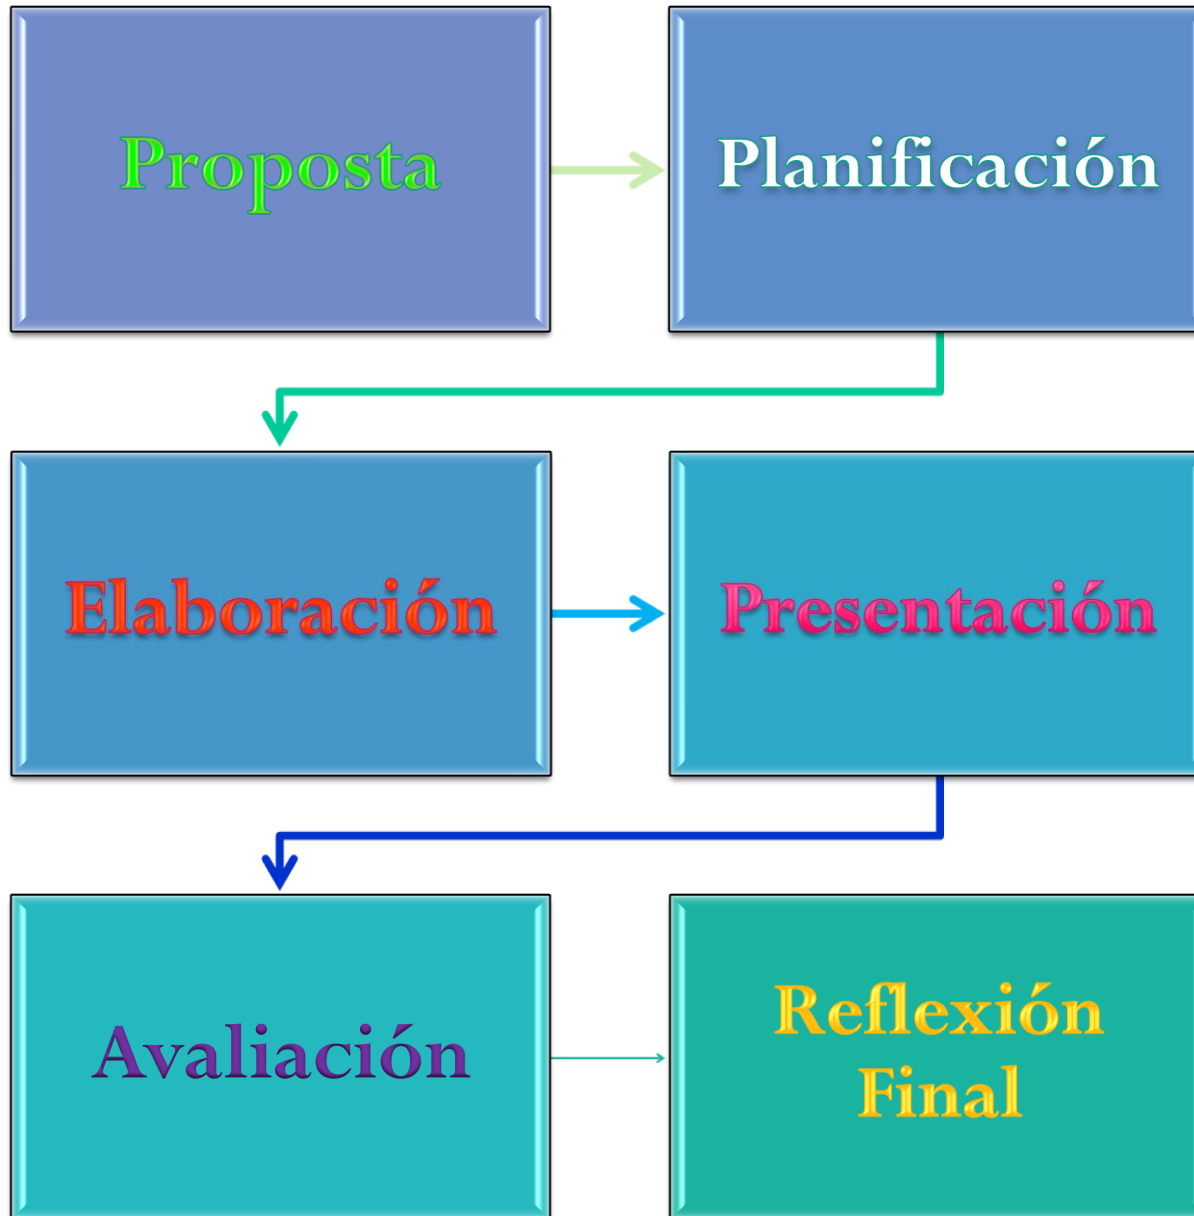 Proposta
Planificación
Elaboración
Presentación
Avaliación
Reflexión
Final